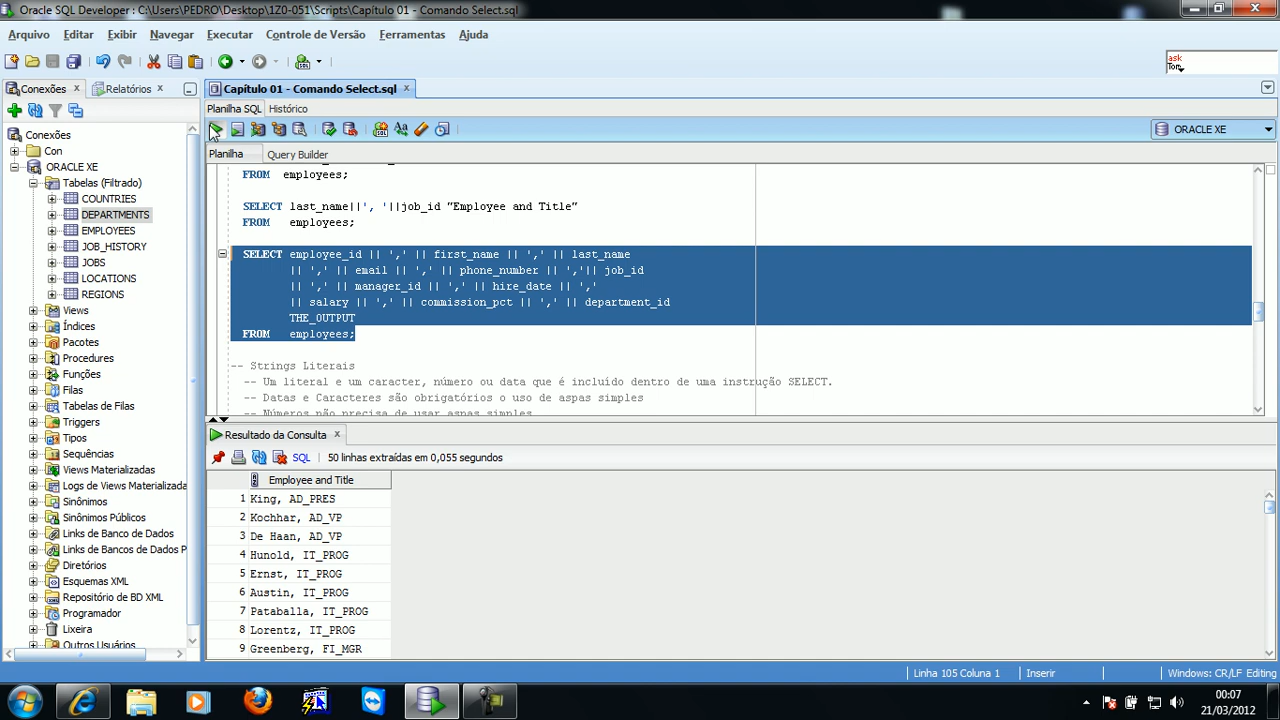 Oracle SQL Developer : C:\Users\PEDRO\Desktop\1Z0-051\Scripts\Capítulo 01 - Comando Select.sql
Arquivo Editar Exibir Navegar Executar Controle de Versão Ferramentas Ajuda
ask
Tom
Conexões Relatórios Capítulo 01 - Comando Select.sql
Planilha SQL Histórico
ORACLE XE
Planilha Query Builder
Conexões
Con
ORACLE XE
Tabelas (Filtrado)
COUNTRIES
DEPARTMENTS
EMPLOYEES
JOB_HISTORY
JOBS
LOCATIONS
REGIONS
Views
Índices
Pacotes
Procedures
Funções
Filas
Tabelas de Filas
Triggers
Tipos
Sequências
Views Materializadas
Logs de Views Materializada
Sinônimos
Sinônimos Públicos
Links de Banco de Dados
Links de Bancos de Dados P
Diretórios
Esquemas XML
Repositório de BD XML
Programador
Lixeira
Outros Usuários
FROM employees;
SELECT last_name||', '||job_id "Employee and Title"
FROM employees;
SELECT employee_id || ',' || first_name || ',' || last_name
|| ',' || email || ',' || phone_number || ','|| job_id
|| ',' || manager_id || ',' || hire_date || ','
|| salary || ',' || commission_pct || ',' || department_id
THE_OUTPUT
FROM employees;
-- Strings Literais
-- Um literal e um caracter, número ou data que é incluído dentro de uma instrução SELECT.
-- Datas e Caracteres são obrigatórios o uso de aspas simples
-- Números não precisa de usar aspas simples
Resultado da Consulta
SQL 50 linhas extraídas em 0,055 segundos
Employee and Title
1 King, AD_PRES
2 Kochhar, AD_VP
3 De Haan, AD_VP
4 Hunold, IT_PROG
5 Ernst, IT_PROG
6 Austin, IT_PROG
7 Pataballa, IT_PROG
8 Lorentz, IT_PROG
9 Greenberg, FI_MGR
Linha 105 Coluna 1 Inserir Windows: CR/LF Editing
00:07
21/03/2012